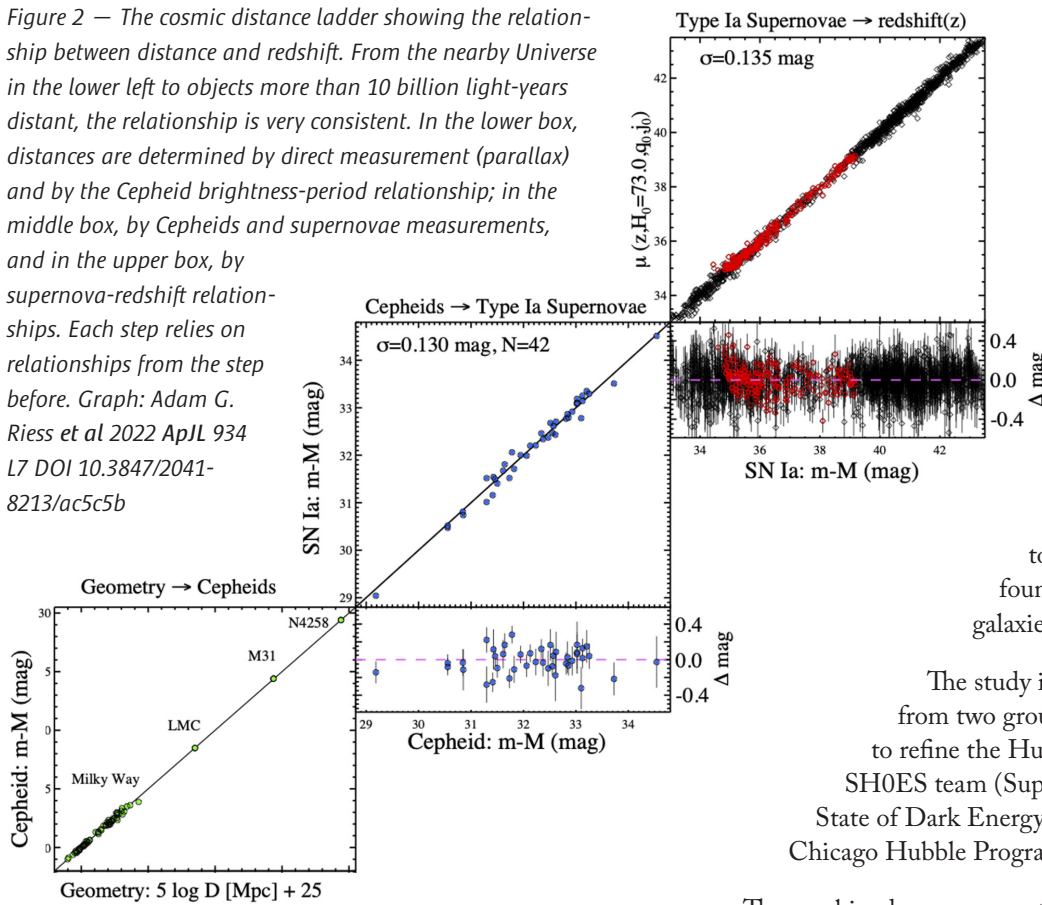 Figure 2 — The cosmic distance ladder showing the relation-
ship between distance and redshift. From the nearby Universe
in the lower left to objects more than 10 billion light-years
distant, the relationship is very consistent. In the lower box,
distances are determined by direct measurement (parallax)
and by the Cepheid brightness-period relationship; in the
middle box, by Cepheids and supernovae measurements,
and in the upper box, by
supernova-redshift relation-
ships. Each step relies on
relationships from the step
before. Graph: Adam G.
Riess et al 2022 ApJL 934
L7 DOI 10.3847/2041-
8213/ac5c5b
Type Ia Supernovae → redshift(z)
σ=0.135 mag
μ (z,H₀=73.0,q₀,j₀)
42
40
38
36
34
0.4
0.0
-0.4
Δ mag
34 36 38 40 42
SN Ia: m-M (mag)
Cepheids → Type Ia Supernovae
σ=0.130 mag, N=42
SN Ia: m-M (mag)
34
33
32
31
30
29
0.4
0.0
-0.4
Δ mag
29 30 31 32 33 34
Cepheid: m-M (mag)
Geometry → Cepheids
Cepheid: m-M (mag)
30
5
0
5
0
N4258
M31
LMC
Milky Way
Geometry: 5 log D [Mpc] + 25
to
foun
galaxie
The study i
from two grou
to refine the Hu
SH0ES team (Sup
State of Dark Energy
Chicago Hubble Progra